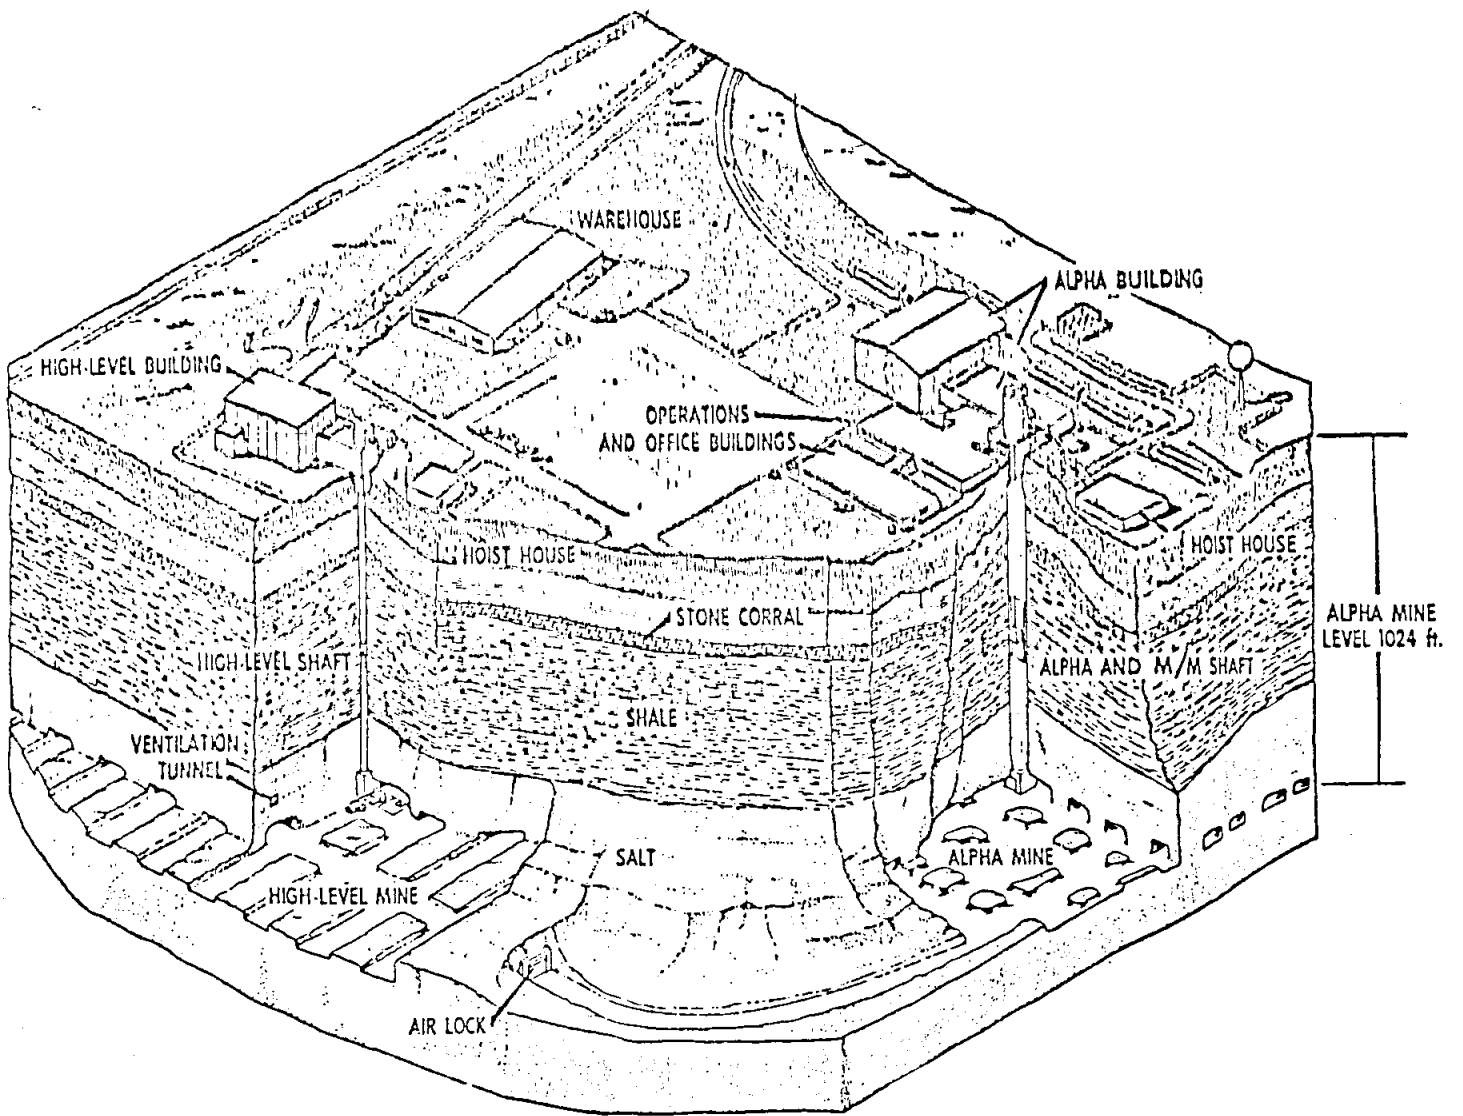 WAREHOUSE
ALPHA BUILDING
HIGH-LEVEL BUILDING
OPERATIONS
AND OFFICE BUILDINGS
HOIST HOUSE
HOIST HOUSE
STONE CORRAL
ALPHA MINE
LEVEL 1024 ft.
HIGH-LEVEL SHAFT
ALPHA AND M/M SHAFT
SHALE
VENTILATION
TUNNEL
SALT
ALPHA MINE
HIGH-LEVEL MINE
AIR LOCK